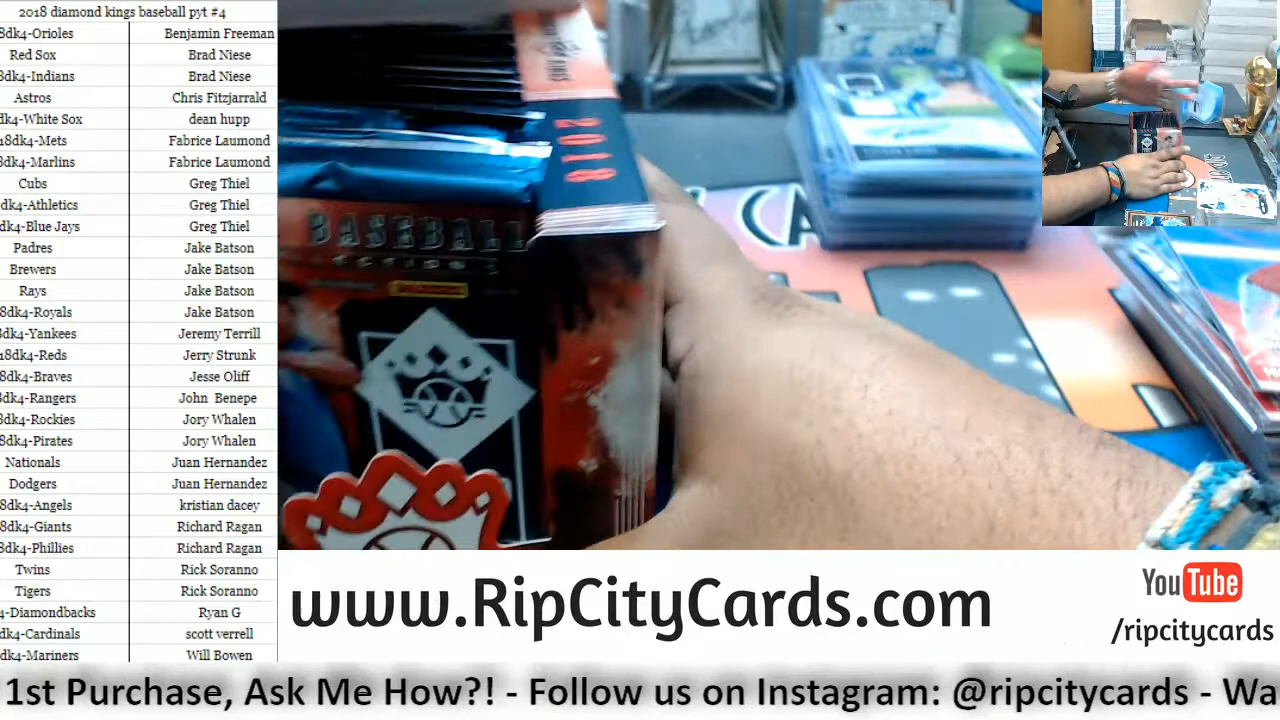 2018 diamond kings baseball pyt #4
8dk4-Orioles Benjamin Freeman
Red Sox Brad Niese
8dk4-Indians Brad Niese
Astros Chris Fitzjarrald
dk4-White Sox dean hupp
18dk4-Mets Fabrice Laumond
8dk4-Marlins Fabrice Laumond
Cubs Greg Thiel
dk4-Athletics Greg Thiel
dk4-Blue Jays Greg Thiel
Padres Jake Batson
Brewers Jake Batson
Rays Jake Batson
8dk4-Royals Jake Batson
8dk4-Yankees Jeremy Terrill
18dk4-Reds Jerry Strunk
8dk4-Braves Jesse Oliff
8dk4-Rangers John Benepe
8dk4-Rockies Jory Whalen
8dk4-Pirates Jory Whalen
Nationals Juan Hernandez
Dodgers Juan Hernandez
8dk4-Angels kristian dacey
8dk4-Giants Richard Ragan
8dk4-Phillies Richard Ragan
Twins Rick Soranno
Tigers Rick Soranno
4-Diamondbacks Ryan G
dk4-Cardinals scott verrell
dk4-Mariners Will Bowen
2018
BASEBALL
CA
www.RipCityCards.com
YouTube
/ripcitycards
1st Purchase, Ask Me How?! - Follow us on Instagram: @ripcitycards - Wa